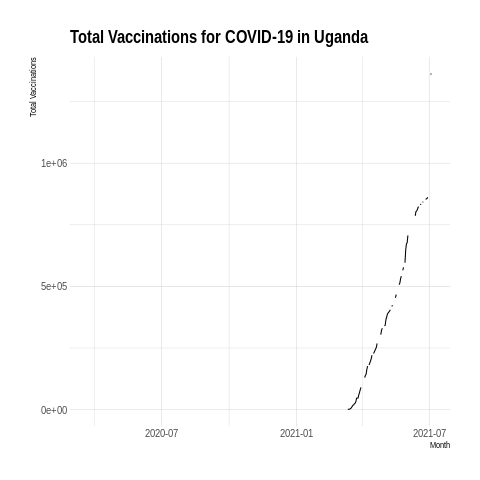 Total Vaccinations for COVID-19 in Uganda
Total Vaccinations
1e+06
5e+05
0e+00
2020-07
2021-01
2021-07
Month